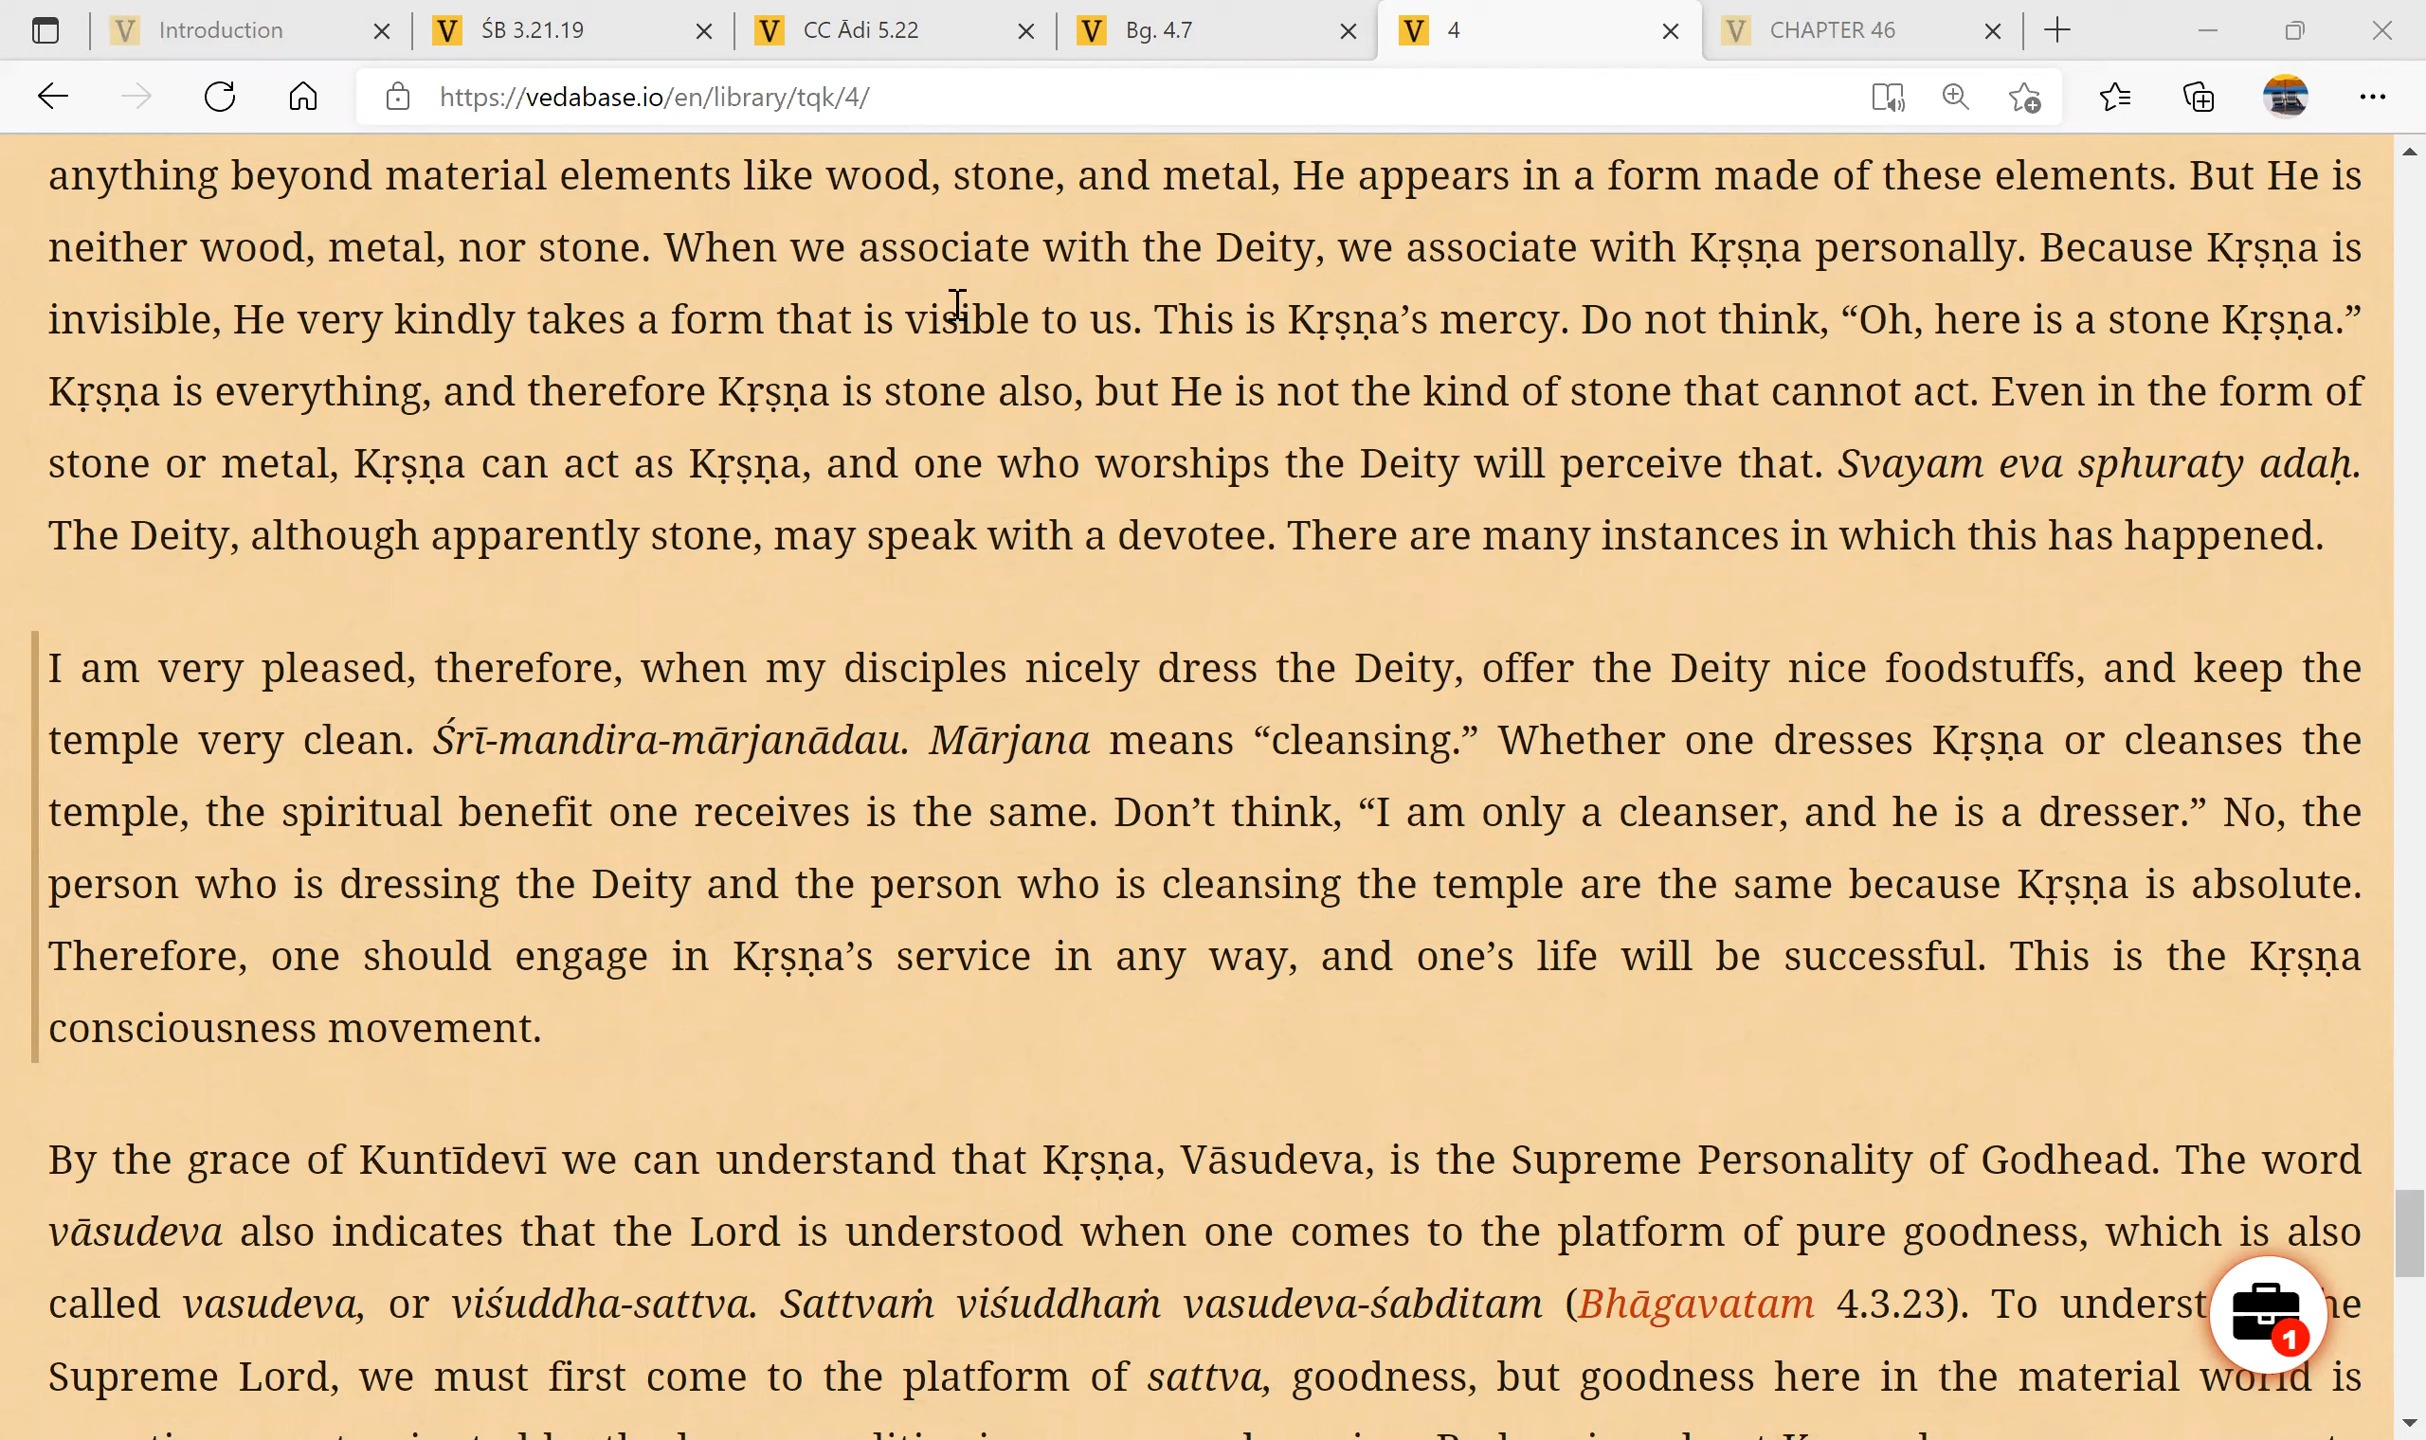 Introduction
ŚB 3.21.19
CC Ādi 5.22
Bg. 4.7
4
CHAPTER 46
https://vedabase.io/en/library/tqk/4/
anything beyond material elements like wood, stone, and metal, He appears in a form made of these elements. But He is
neither wood, metal, nor stone. When we associate with the Deity, we associate with Kṛṣṇa personally. Because Kṛṣṇa is
invisible, He very kindly takes a form that is visible to us. This is Kṛṣṇa’s mercy. Do not think, “Oh, here is a stone Kṛṣṇa.”
Kṛṣṇa is everything, and therefore Kṛṣṇa is stone also, but He is not the kind of stone that cannot act. Even in the form of
stone or metal, Kṛṣṇa can act as Kṛṣṇa, and one who worships the Deity will perceive that. Svayam eva sphuraty adaḥ.
The Deity, although apparently stone, may speak with a devotee. There are many instances in which this has happened.
I am very pleased, therefore, when my disciples nicely dress the Deity, offer the Deity nice foodstuffs, and keep the
temple very clean. Śrī-mandira-mārjanādau. Mārjana means “cleansing.” Whether one dresses Kṛṣṇa or cleanses the
temple, the spiritual benefit one receives is the same. Don’t think, “I am only a cleanser, and he is a dresser.” No, the
person who is dressing the Deity and the person who is cleansing the temple are the same because Kṛṣṇa is absolute.
Therefore, one should engage in Kṛṣṇa’s service in any way, and one’s life will be successful. This is the Kṛṣṇa
consciousness movement.
By the grace of Kuntīdevī we can understand that Kṛṣṇa, Vāsudeva, is the Supreme Personality of Godhead. The word
vāsudeva also indicates that the Lord is understood when one comes to the platform of pure goodness, which is also
called vasudeva, or viśuddha-sattva. Sattvaṁ viśuddhaṁ vasudeva-śabditam (Bhāgavatam 4.3.23). To underst he
Supreme Lord, we must first come to the platform of sattva, goodness, but goodness here in the material world is
1